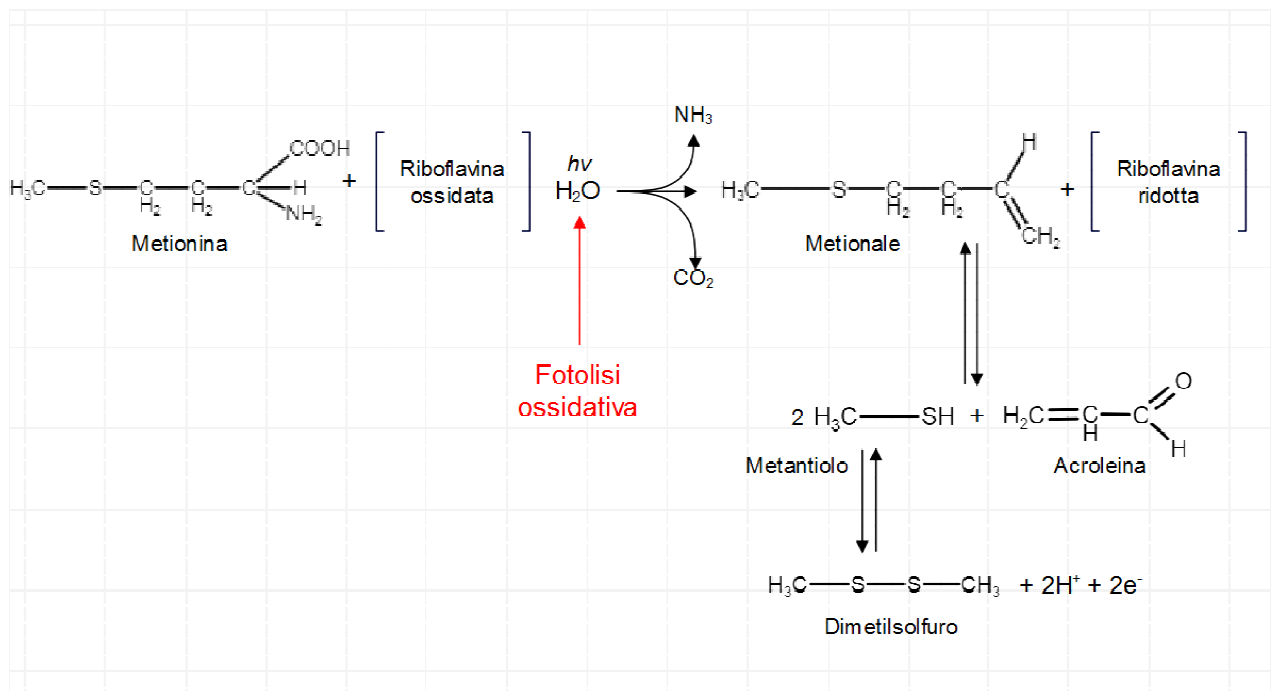 NH₃
COOH
H₃C S C C C H
H₂ H₂
NH₂
Metionina
+
Riboflavina
ossidata
hν
H₂O
CO₂
H
H₃C S C C C
H₂ H₂
CH₂
Metionale
+
Riboflavina
ridotta
Fotolisi
ossidativa
2 H₃C SH + H₂C C C
H
O
H
Metantiolo
Acroleina
H₃C S S CH₃ + 2H⁺ + 2e⁻
Dimetilsolfuro